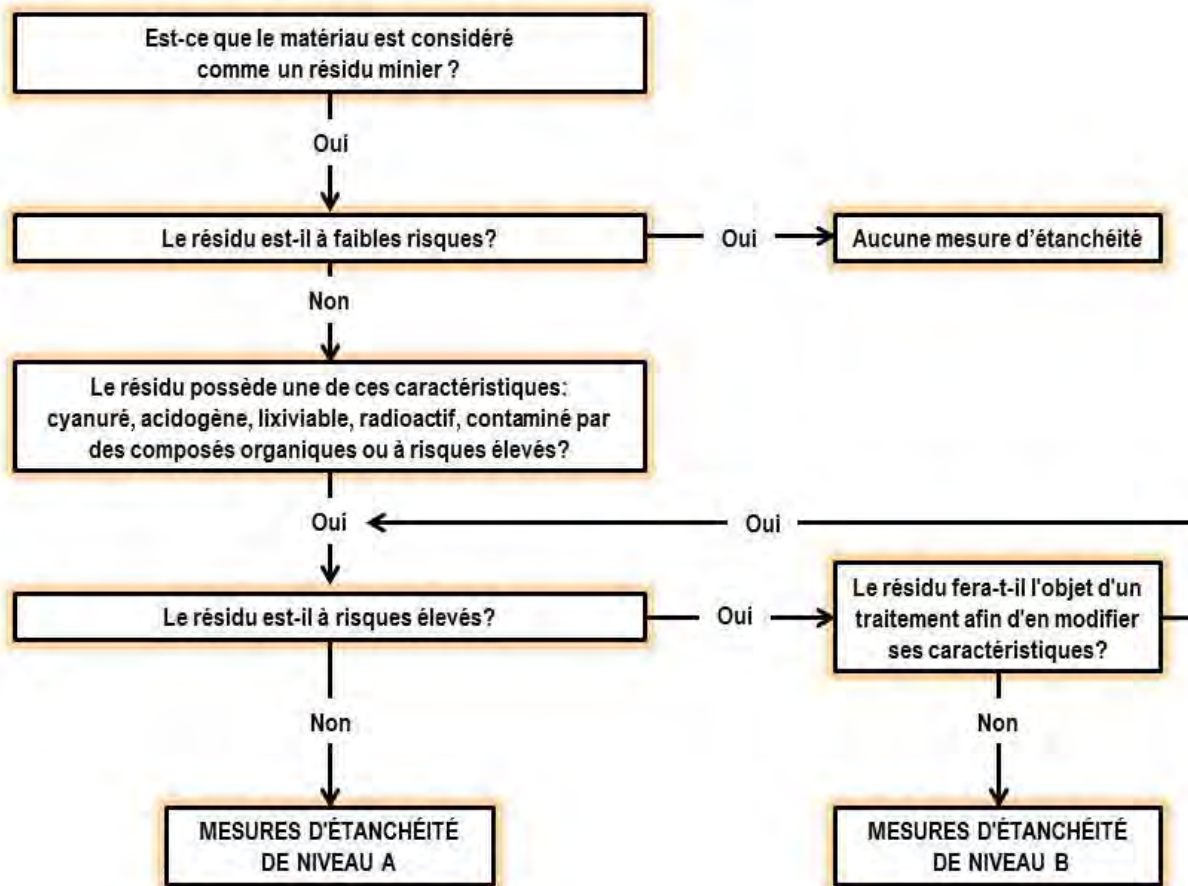 Est-ce que le matériau est considéré
comme un résidu minier ?
Oui
Le résidu est-il à faibles risques?
Oui
Aucune mesure d'étanchéité
Non
Le résidu possède une de ces caractéristiques:
cyanuré, acidogène, lixiviable, radioactif, contaminé par
des composés organiques ou à risques élevés?
Oui
Oui
Le résidu est-il à risques élevés?
Oui
Le résidu fera-t-il l'objet d'un
traitement afin d'en modifier
ses caractéristiques?
Non
Non
MESURES D'ÉTANCHÉITÉ
DE NIVEAU A
MESURES D'ÉTANCHÉITÉ
DE NIVEAU B